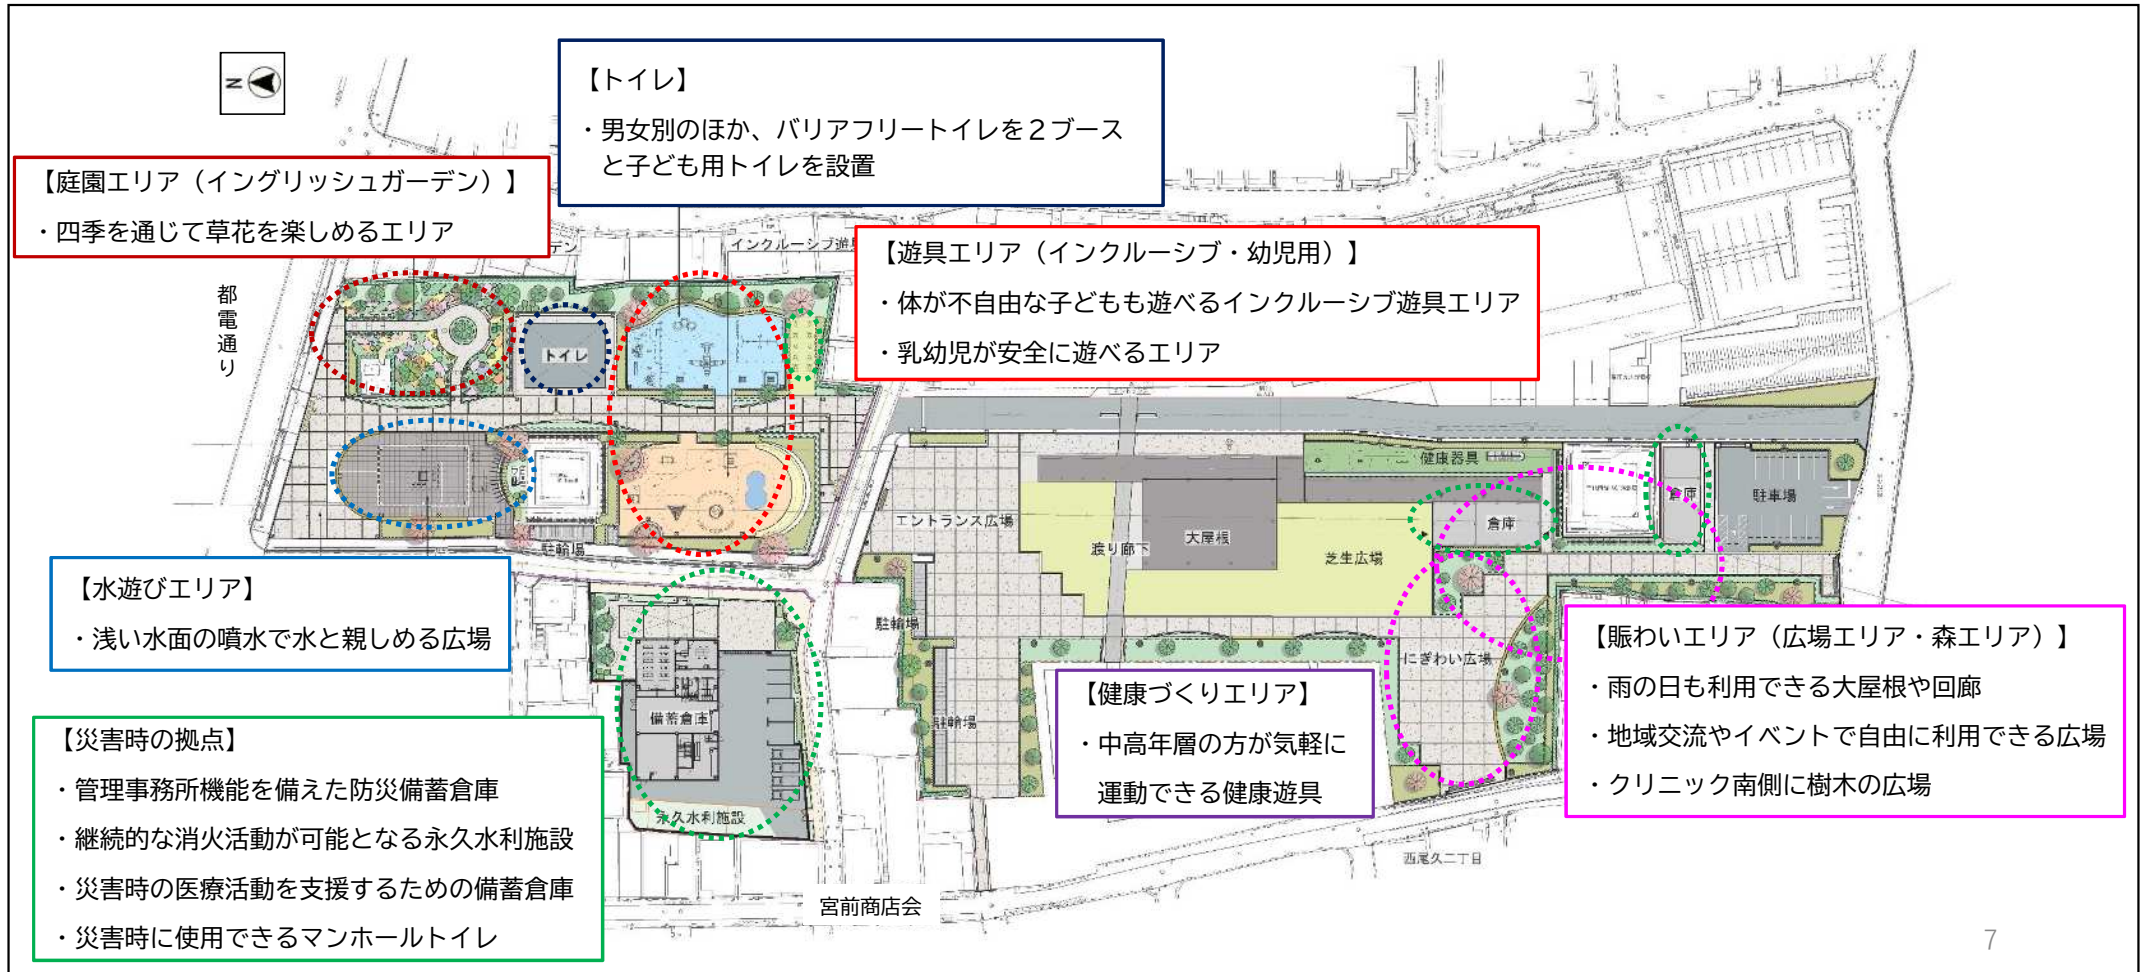 N
【トイレ】
・男女別のほか、バリアフリートイレを２ブース
と子ども用トイレを設置
【庭園エリア（イングリッシュガーデン）】
・四季を通じて草花を楽しめるエリア
デン
インクルーシブ遊
【遊具エリア（インクルーシブ・幼児用）】
・体が不自由な子どもも遊べるインクルーシブ遊具エリア
・乳幼児が安全に遊べるエリア
都電通り
トイレ
健康器具
倉庫
駐車場
エントランス広場
大屋根
渡り廊下
芝生広場
倉庫
駐輪場
【水遊びエリア】
・浅い水面の噴水で水と親しめる広場
駐輪場
にぎわい広場
【賑わいエリア（広場エリア・森エリア）】
・雨の日も利用できる大屋根や回廊
・地域交流やイベントで自由に利用できる広場
・クリニック南側に樹木の広場
【健康づくりエリア】
・中高年層の方が気軽に
運動できる健康遊具
備蓄倉庫
駐輪場
永久水利施設
【災害時の拠点】
・管理事務所機能を備えた防災備蓄倉庫
・継続的な消火活動が可能となる永久水利施設
・災害時の医療活動を支援するための備蓄倉庫
・災害時に使用できるマンホールトイレ
西尾久二丁目
宮前商店会
7